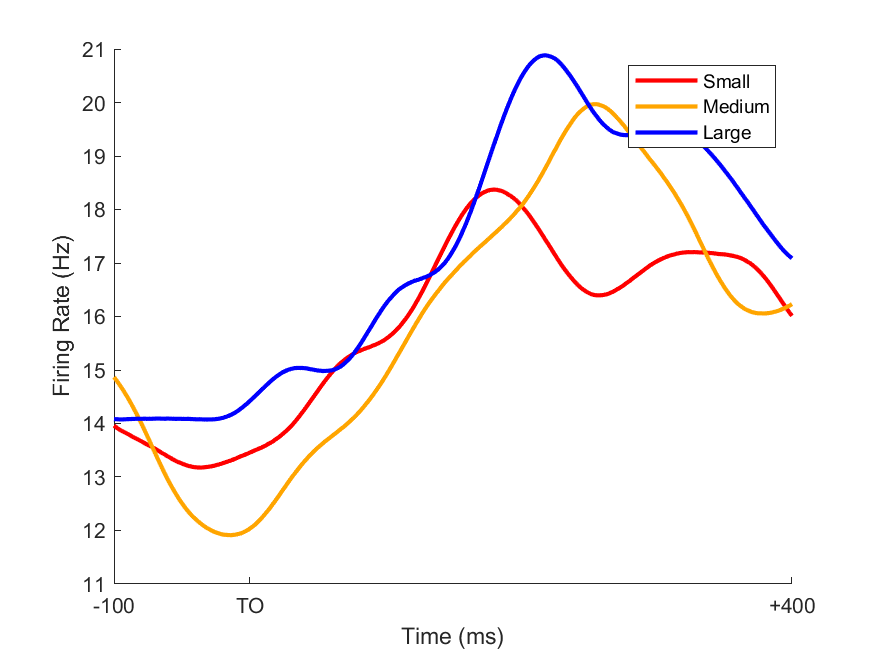 21
20
19
18
17
16
15
14
13
12
11
Firing Rate (Hz)
Small
Medium
Large
-100
TO
+400
Time (ms)